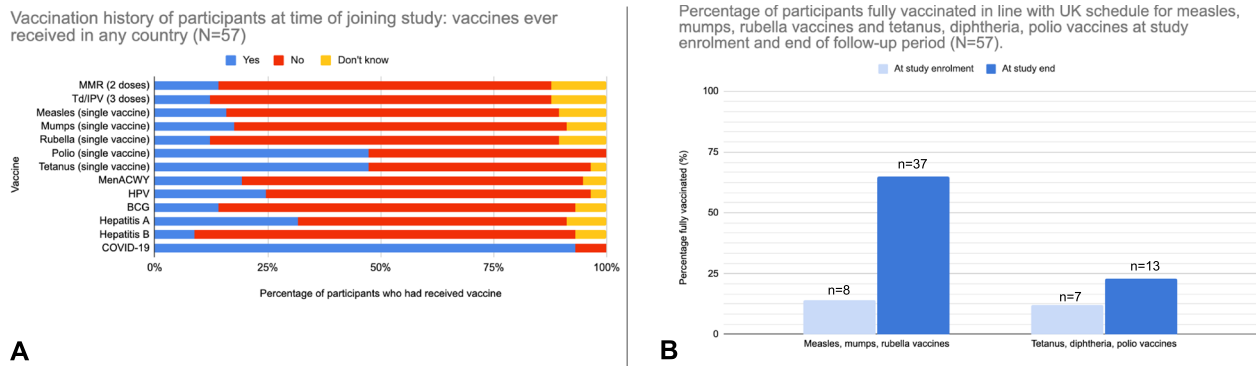 Vaccination history of participants at time of joining study: vaccines ever
received in any country (N=57)
Yes No Don't know
Vaccine
MMR (2 doses)
Td/IPV (3 doses)
Measles (single vaccine)
Mumps (single vaccine)
Rubella (single vaccine)
Polio (single vaccine)
Tetanus (single vaccine)
MenACWY
HPV
BCG
Hepatitis A
Hepatitis B
COVID-19
0% 25% 50% 75% 100%
Percentage of participants who had received vaccine
A
Percentage of participants fully vaccinated in line with UK schedule for measles,
mumps, rubella vaccines and tetanus, diphtheria, polio vaccines at study
enrolment and end of follow-up period (N=57).
At study enrolment At study end
Percentage fully vaccinated (%)
100
75
50
25
0
n=8
n=37
n=7
n=13
Measles, mumps, rubella vaccines
Tetanus, diphtheria, polio vaccines
B